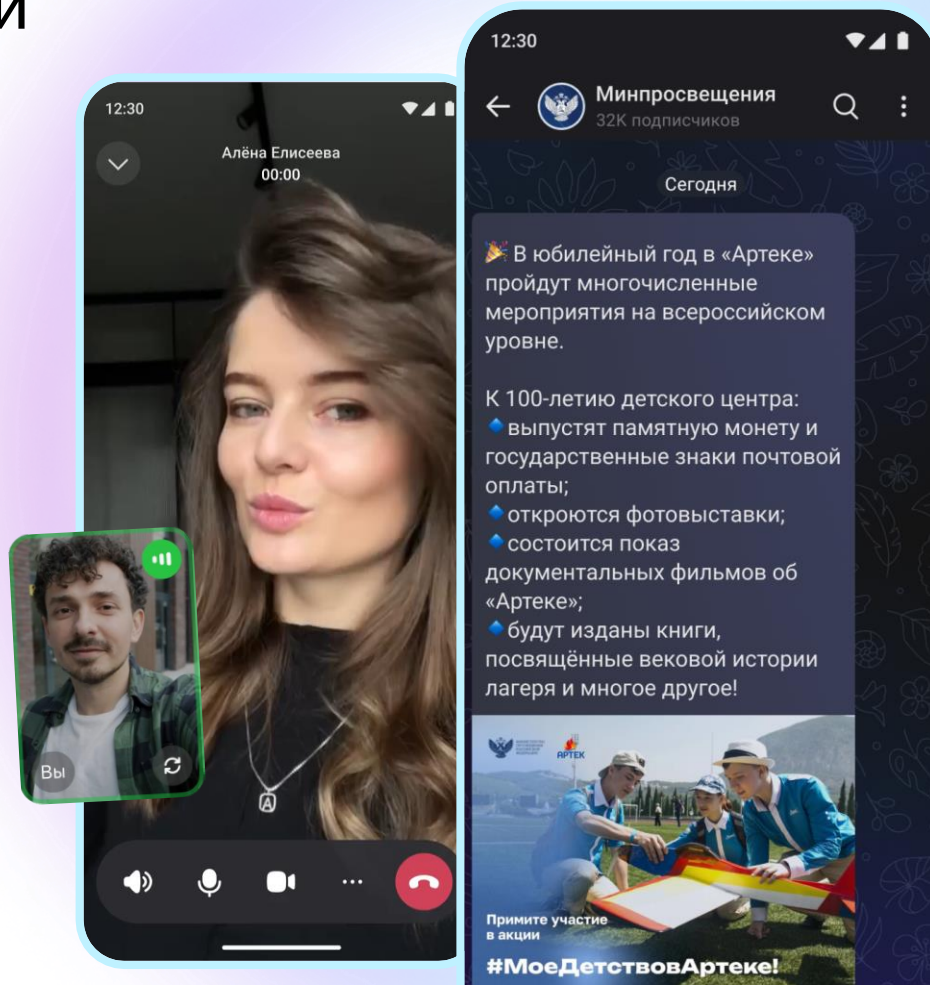 и
12:30
Алёна Елисеева
00:00
Вы
A
12:30
Минпросвещения
32K подписчиков
Сегодня
🎉 В юбилейный год в «Артеке»
пройдут многочисленные
мероприятия на всероссийском
уровне.
К 100-летию детского центра:
🔹выпустят памятную монету и
государственные знаки почтовой
оплаты;
🔹откроются фотовыставки;
🔹состоится показ
документальных фильмов об
«Артеке»;
🔹будут изданы книги,
посвящённые вековой истории
лагеря и многое другое!
АРТЕК
Примите участие
в акции
#МоеДетствовАртеке!